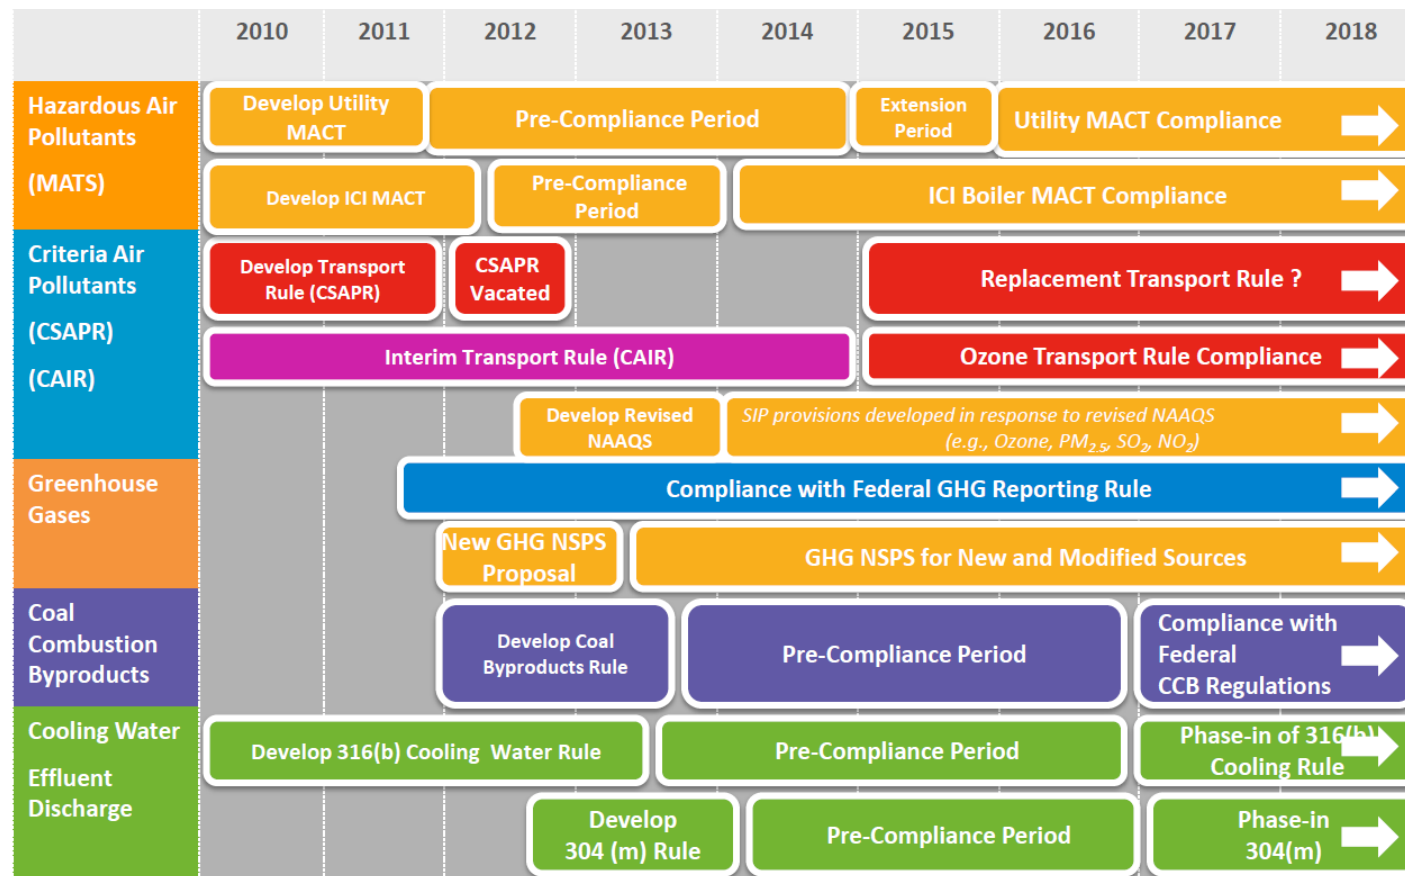 2010 2011 2012 2013 2014 2015 2016 2017 2018
Hazardous Air
Pollutants
(MATS)
Develop Utility
MACT
Pre-Compliance Period
Extension
Period
Utility MACT Compliance
Develop ICI MACT
Pre-Compliance
Period
ICI Boiler MACT Compliance
Criteria Air
Pollutants
(CSAPR)
(CAIR)
Develop Transport
Rule (CSAPR)
CSAPR
Vacated
Replacement Transport Rule ?
Interim Transport Rule (CAIR)
Ozone Transport Rule Compliance
Develop Revised
NAAQS
SIP provisions developed in response to revised NAAQS
(e.g., Ozone, PM2.5, SO2, NO2)
Greenhouse
Gases
Compliance with Federal GHG Reporting Rule
New GHG NSPS
Proposal
GHG NSPS for New and Modified Sources
Coal
Combustion
Byproducts
Develop Coal
Byproducts Rule
Pre-Compliance Period
Compliance with
Federal
CCB Regulations
Cooling Water
Effluent
Discharge
Develop 316(b) Cooling Water Rule
Pre-Compliance Period
Phase-in of 316(b)
Cooling Rule
Develop
304 (m) Rule
Pre-Compliance Period
Phase-in
304(m)